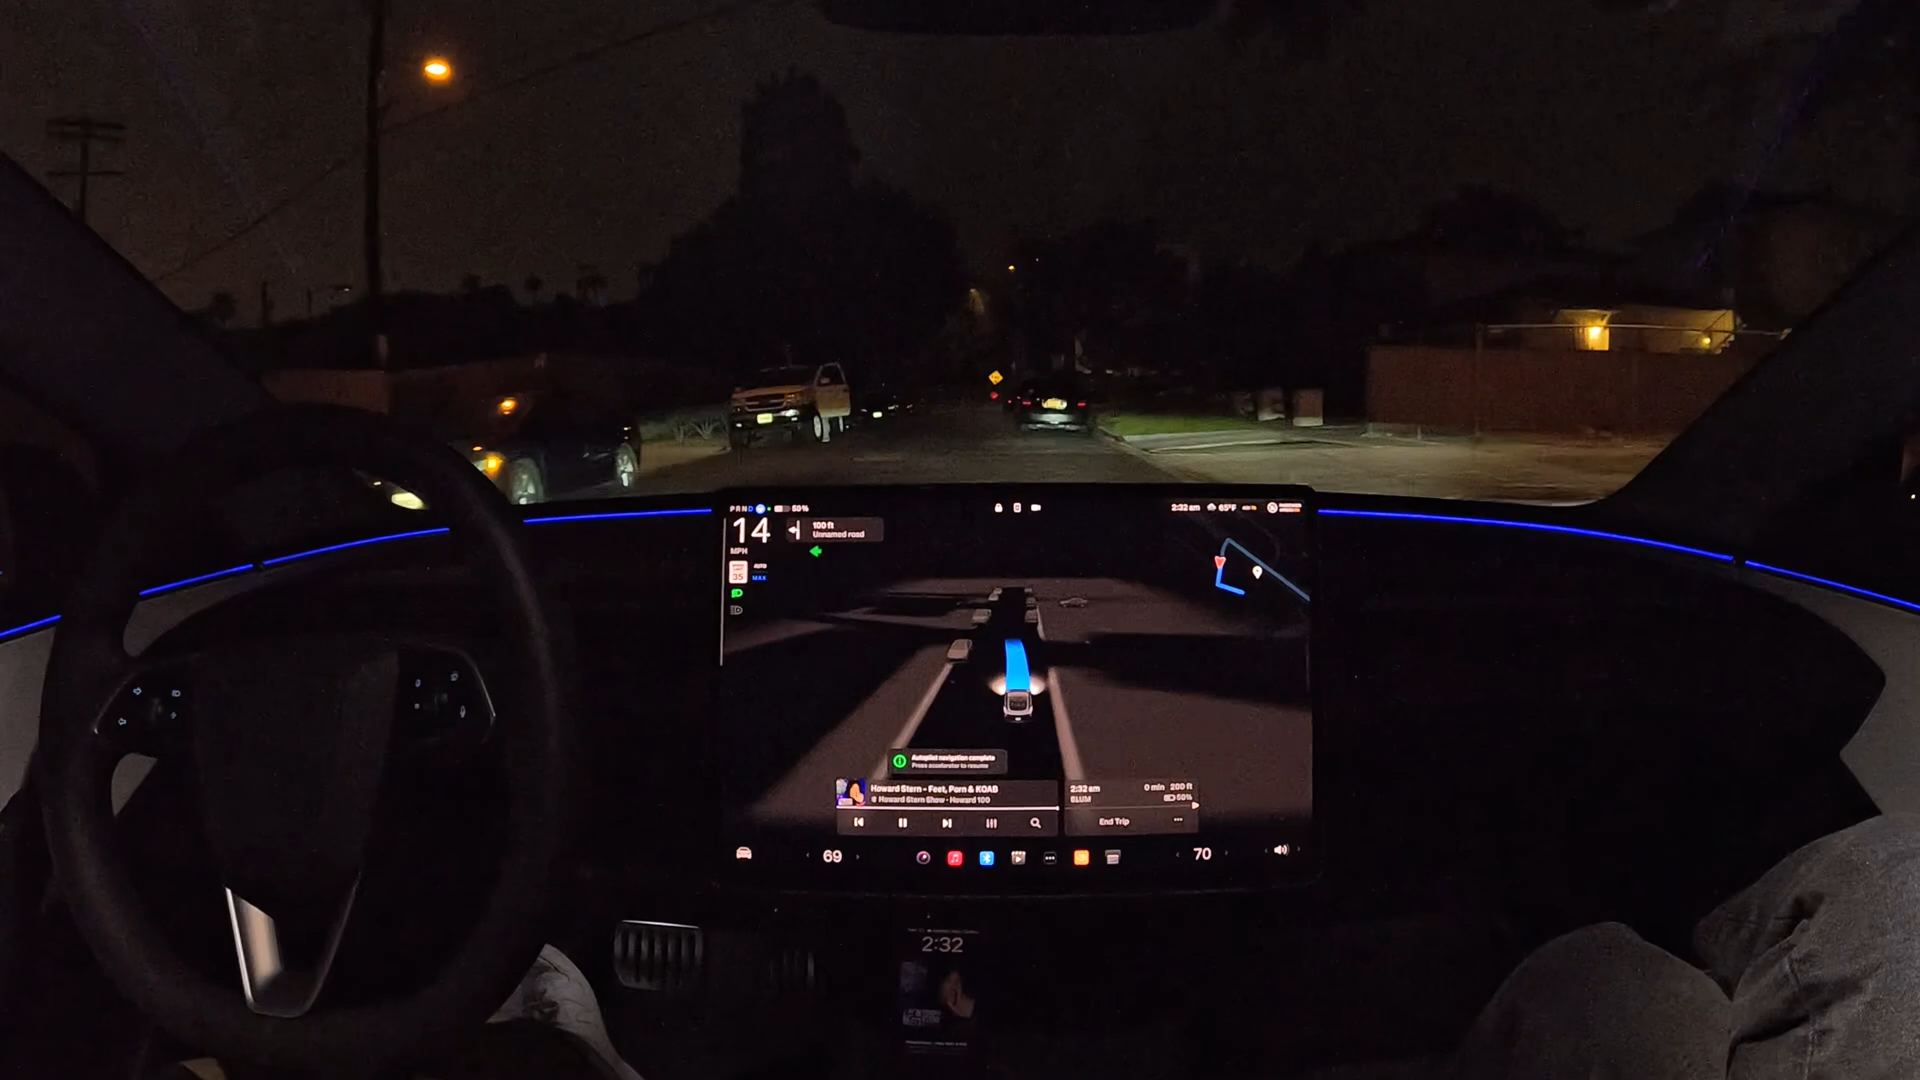 PRND
50%
2:32 am
65°F
14
MPH
100 ft
Unnamed road
35
AUTO
MAX
Autopilot navigation complete
Press accelerator to resume
Howard Stern - Feet, Porn & KOAB
Howard Stern Show · Howard 100
2:32 am
0 min
200 ft
50%
End Trip
69
70
2:32